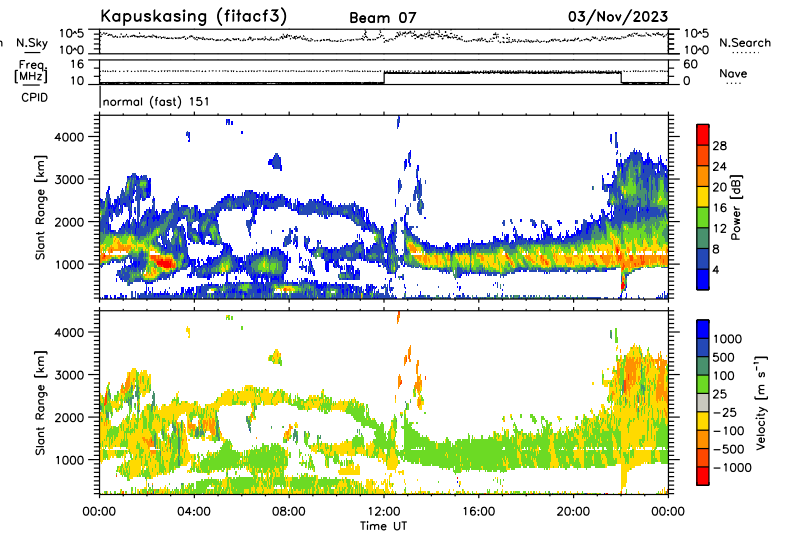 Kapuskasing (fitacf3) Beam 07 03/Nov/2023
n N.Sky 10^5 10^0 10^5 10^0 N.Search
Freq. [MHz] 16 10 60 0 Nave
CPID normal (fast) 151
Slant Range [km]
4000
3000
2000
1000
28
24
20
16
12
8
4
Power [dB]
Slant Range [km]
4000
3000
2000
1000
1000
500
100
25
-25
-100
-500
-1000
Velocity [m s^-1]
00:00 04:00 08:00 12:00 16:00 20:00 00:00
Time UT